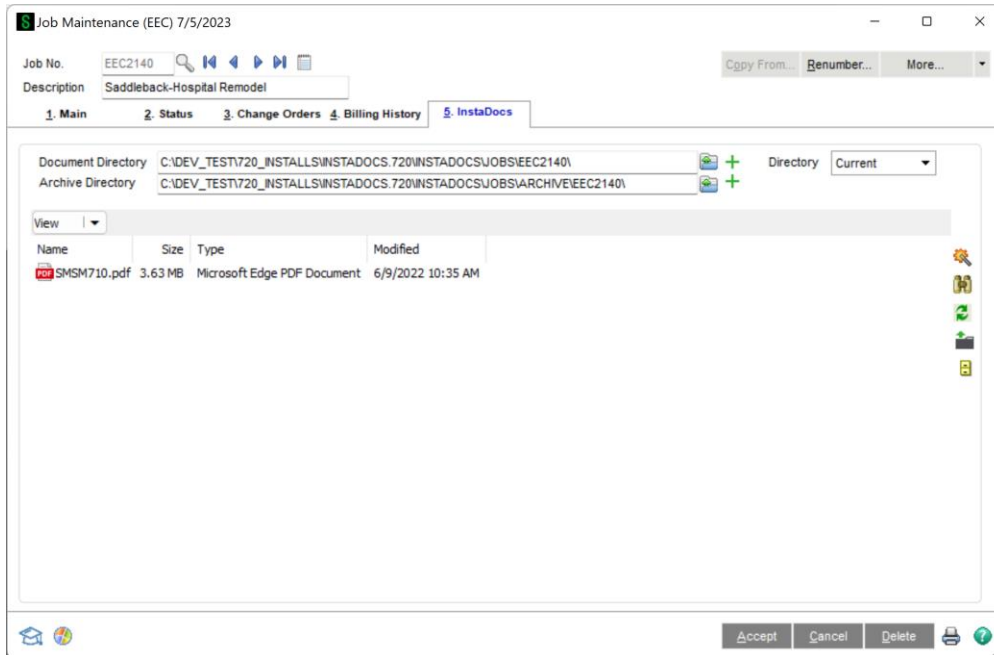 S Job Maintenance (EEC) 7/5/2023
Job No. EEC2140 Copy From... Renumber... More...
Description Saddleback-Hospital Remodel
1. Main 2. Status 3. Change Orders 4. Billing History 5. InstaDocs
Document Directory C:\DEV_TEST\720_INSTALLS\INSTADOCS.720\INSTADOCS\JOBS\EEC2140\ Directory Current
Archive Directory C:\DEV_TEST\720_INSTALLS\INSTADOCS.720\INSTADOCS\JOBS\ARCHIVE\EEC2140\
View
Name Size Type Modified
PDF SMSM710.pdf 3.63 MB Microsoft Edge PDF Document 6/9/2022 10:35 AM
Accept Cancel Delete ?